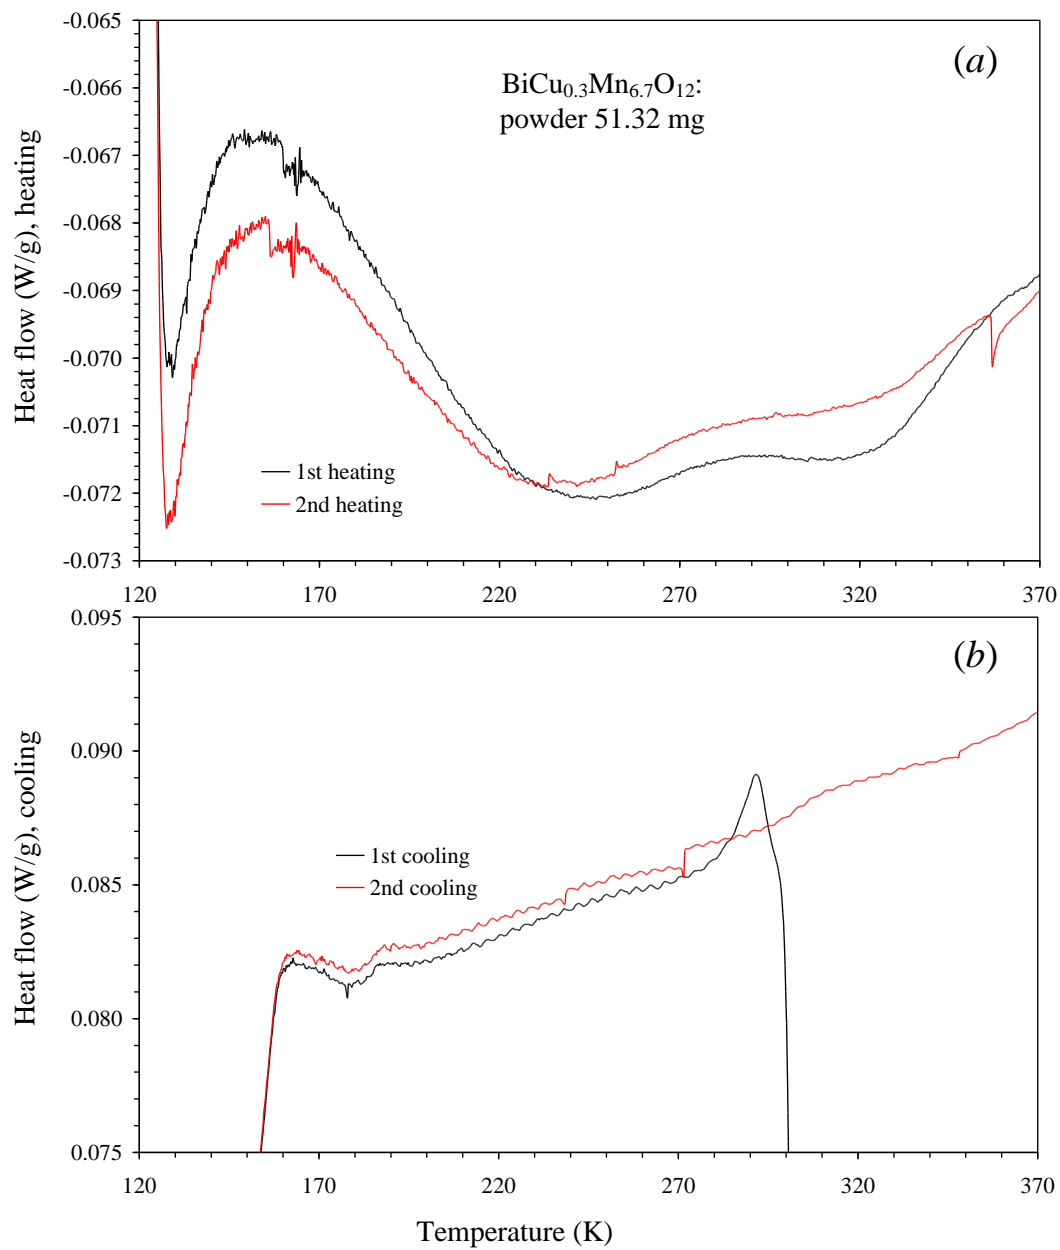 (a)
BiCu0.3Mn6.7O12:
powder 51.32 mg
Heat flow (W/g), heating
-0.065
-0.066
-0.067
-0.068
-0.069
-0.070
-0.071
-0.072
-0.073
1st heating
2nd heating
120 170 220 270 320 370
(b)
Heat flow (W/g), cooling
0.095
0.090
0.085
0.080
0.075
1st cooling
2nd cooling
120 170 220 270 320 370
Temperature (K)